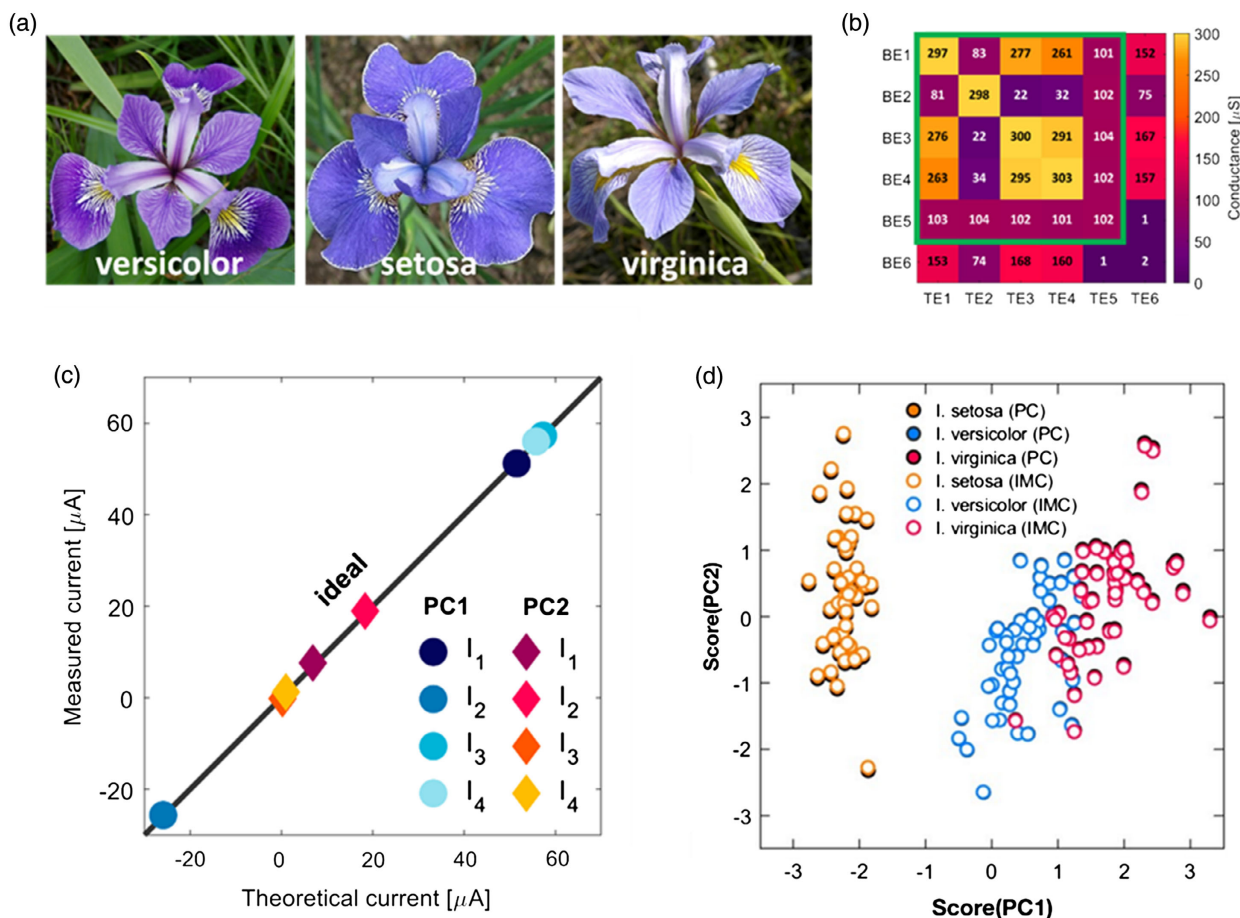 (a)
versicolor
setosa
virginica
(b)
BE1 297 83 277 261 101 152
BE2 81 298 22 32 102 75
BE3 276 22 300 291 104 167
BE4 263 34 295 303 102 157
BE5 103 104 102 101 102 1
BE6 153 74 168 160 1 2
TE1 TE2 TE3 TE4 TE5 TE6
300
250
200
150
100
50
0
Conductance [µS]
(c)
60
40
20
0
-20
Measured current [µA]
ideal
PC1 PC2
I1 I1
I2 I2
I3 I3
I4 I4
-20 0 20 40 60
Theoretical current [µA]
(d)
3
2
1
0
-1
-2
-3
Score(PC2)
I. setosa (PC)
I. versicolor (PC)
I. virginica (PC)
I. setosa (IMC)
I. versicolor (IMC)
I. virginica (IMC)
-3 -2 -1 0 1 2 3
Score(PC1)